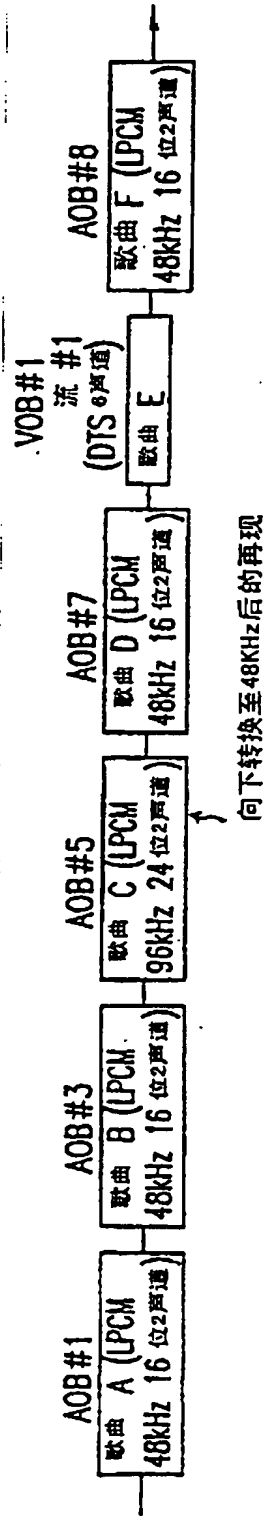 AOB#1
歌曲 A (LPCM
48kHz 16 位2声道)
AOB#3
歌曲 B (LPCM
48kHz 16 位2声道)
AOB#5
歌曲 C (LPCM
96kHz 24 位2声道)
向下转换至48KHz后的再现
AOB#7
歌曲 D (LPCM
48kHz 16 位2声道)
VOB#1
流 #1
(DTS 6声道)
歌曲 E
AOB#8
歌曲 F (LPCM
48kHz 16 位2声道)